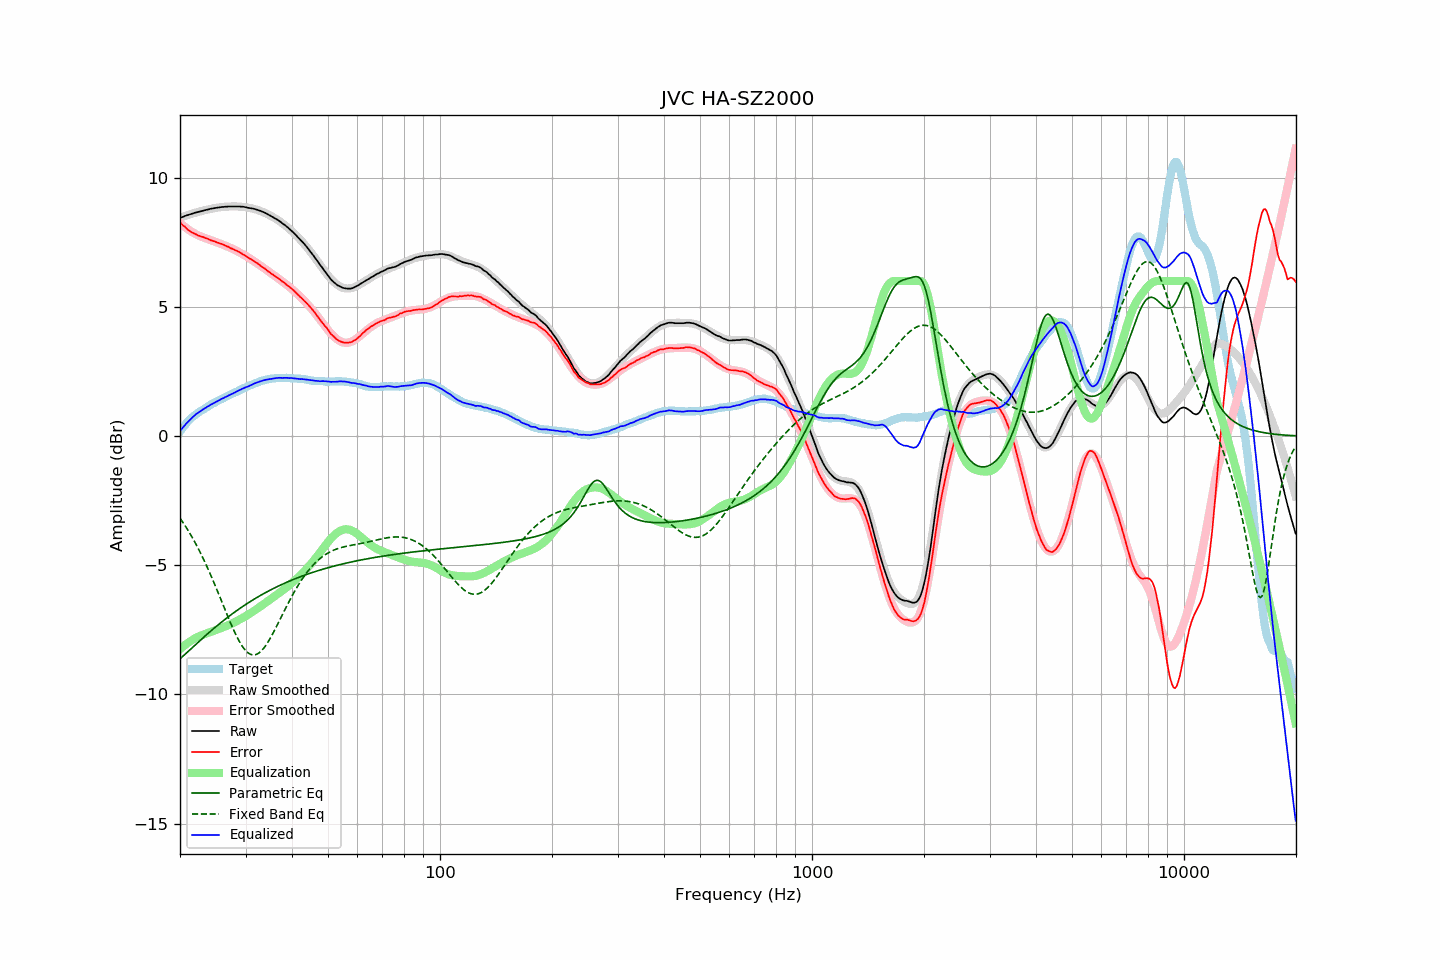 JVC HA-SZ2000
Amplitude (dBr)
10
5
0
−5
−10
−15
Target
Raw Smoothed
Error Smoothed
Raw
Error
Equalization
Parametric Eq
Fixed Band Eq
Equalized
100
1000
10000
Frequency (Hz)